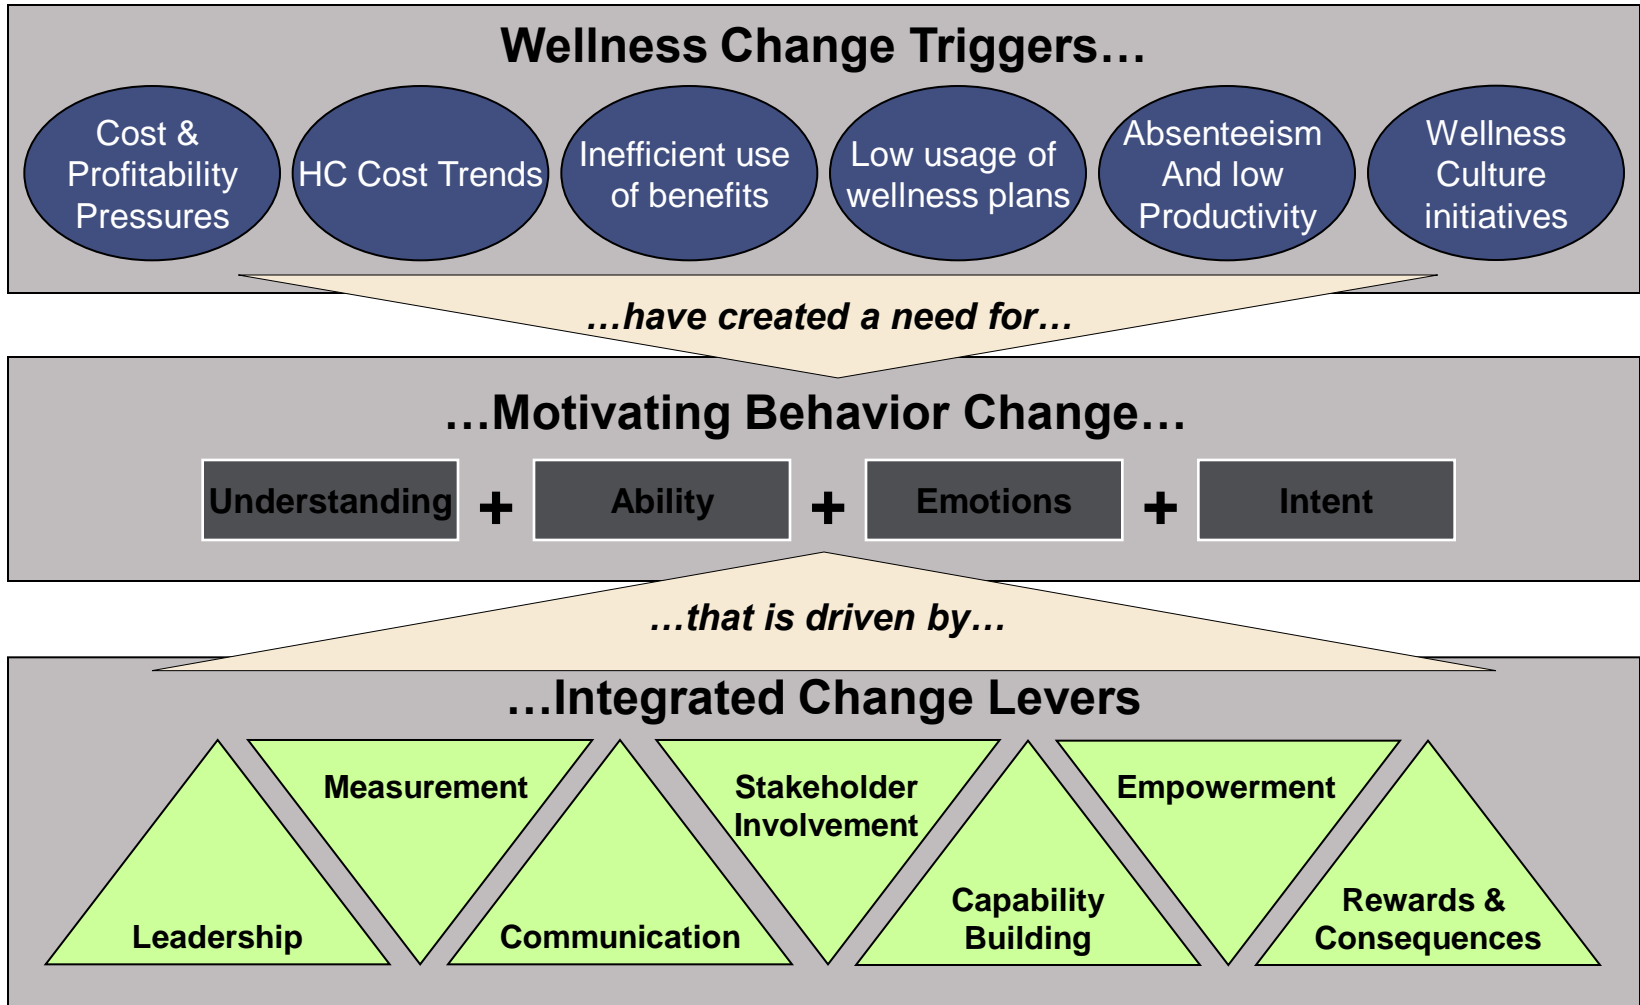 Wellness Change Triggers…
Cost &
Profitability
Pressures
HC Cost Trends
Inefficient use
of benefits
Low usage of
wellness plans
Absenteeism
And low
Productivity
Wellness
Culture
initiatives
…have created a need for…
…Motivating Behavior Change…
Understanding + Ability + Emotions + Intent
…that is driven by…
…Integrated Change Levers
Leadership
Measurement
Communication
Stakeholder
Involvement
Capability
Building
Empowerment
Rewards &
Consequences